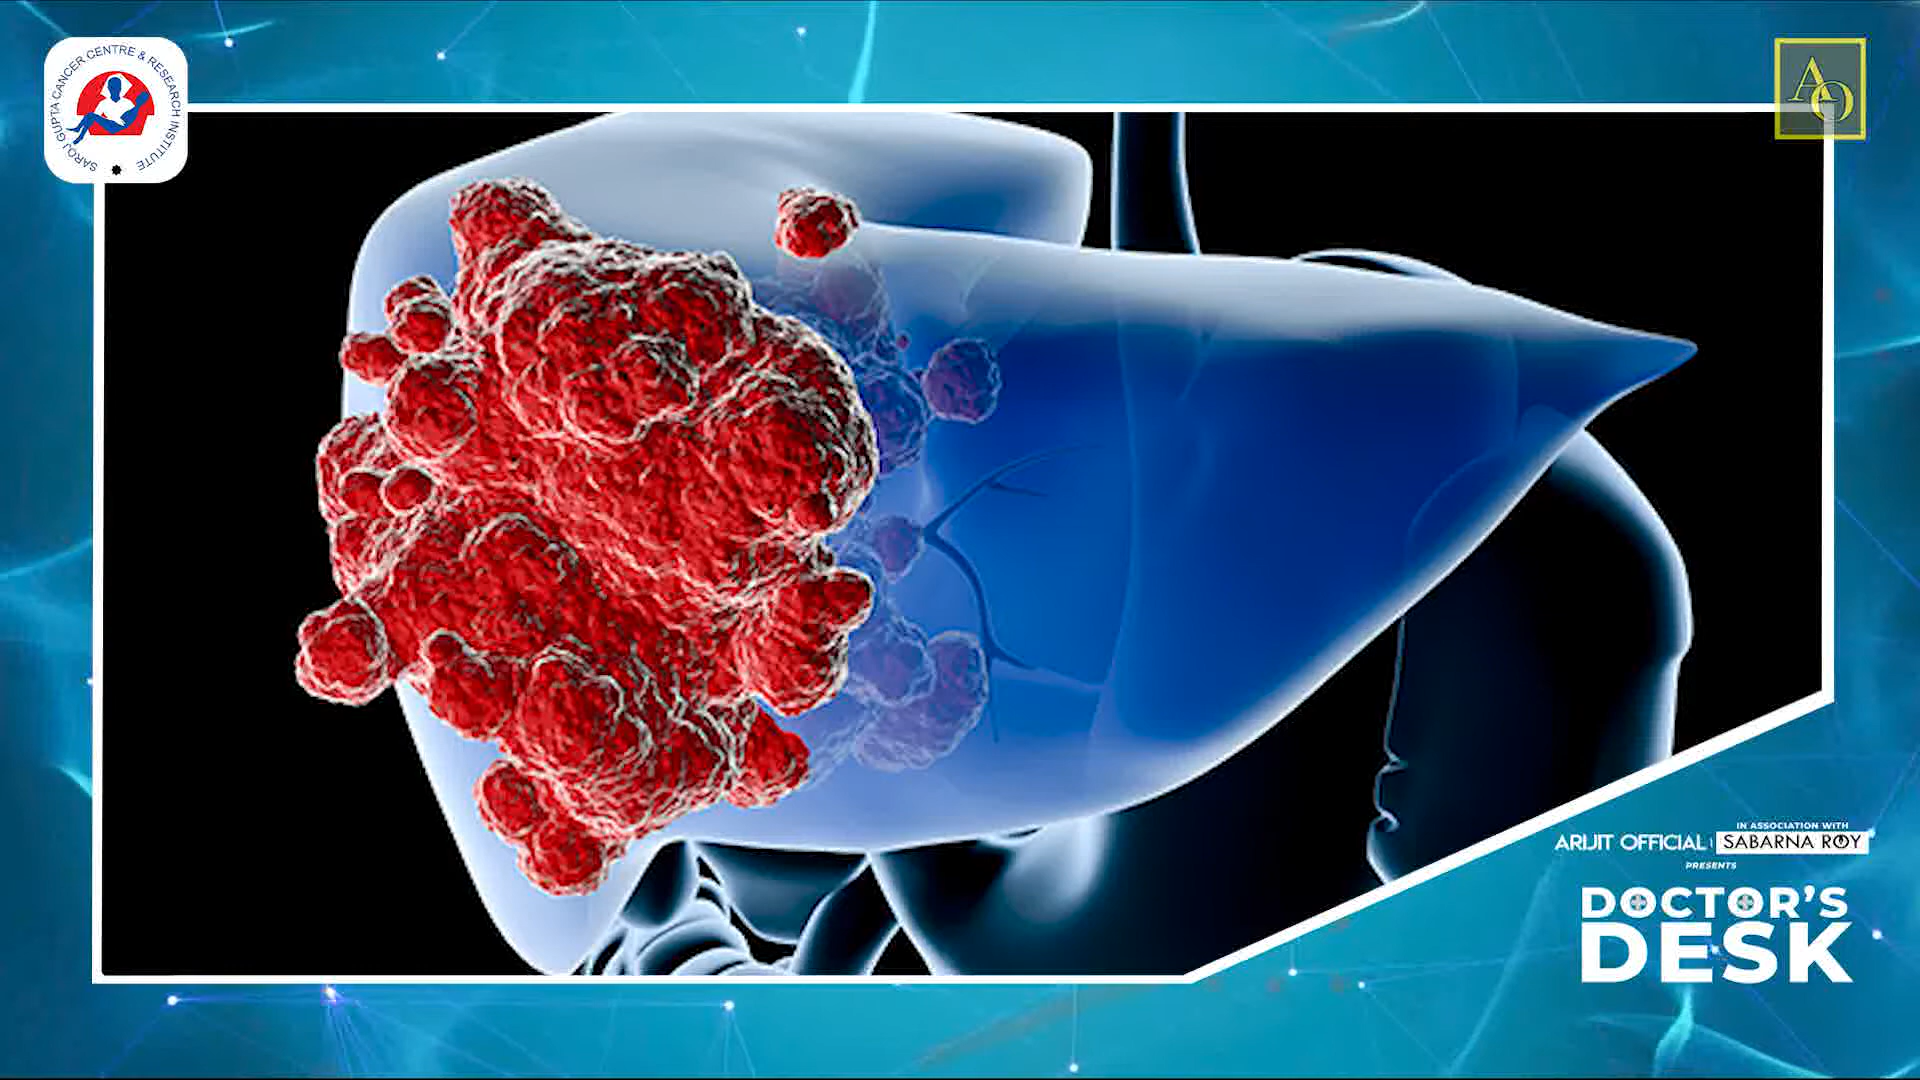 SAROJ GUPTA CANCER CENTRE & RESEARCH INSTITUTE
AO
IN ASSOCIATION WITH
ARIJIT OFFICIAL | SABARNA ROY
PRESENTS
DOCTOR'S
DESK